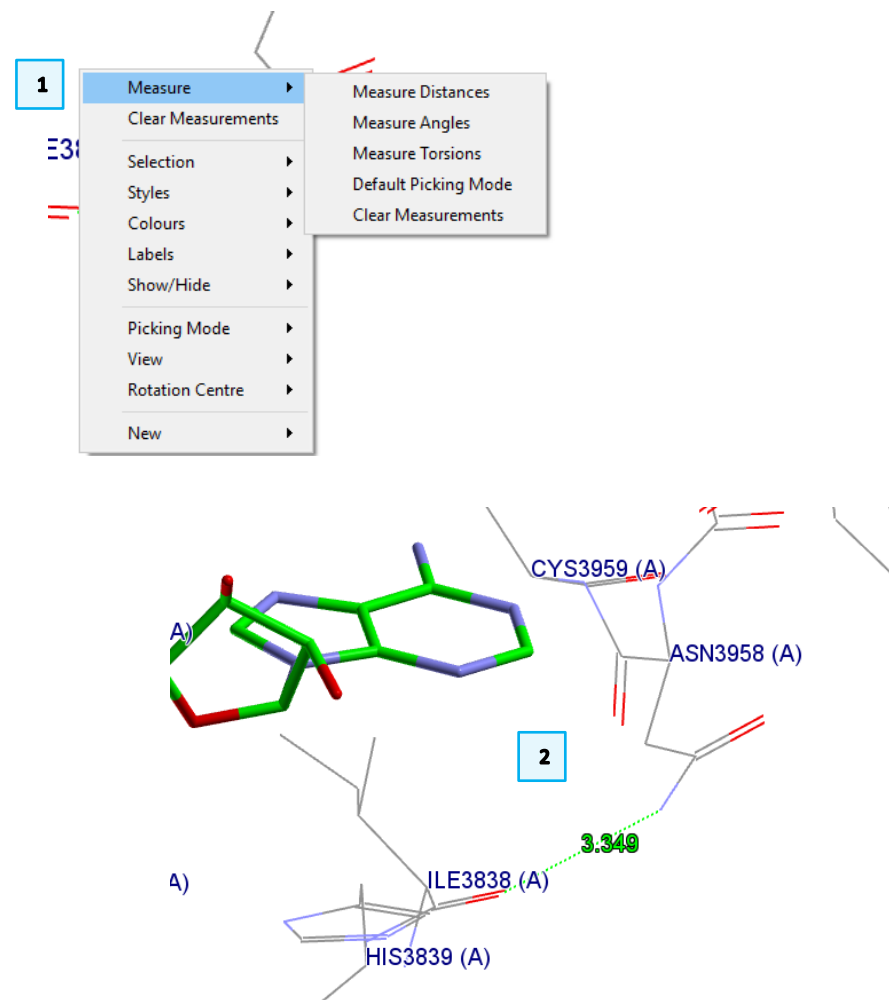 1
Measure
Measure Distances
Clear Measurements
Measure Angles
Measure Torsions
Selection
Default Picking Mode
Styles
Clear Measurements
Colours
Labels
Show/Hide
Picking Mode
View
Rotation Centre
New
CYS3959 (A)
A)
ASN3958 (A)
2
3.349
A)
ILE3838 (A)
HIS3839 (A)